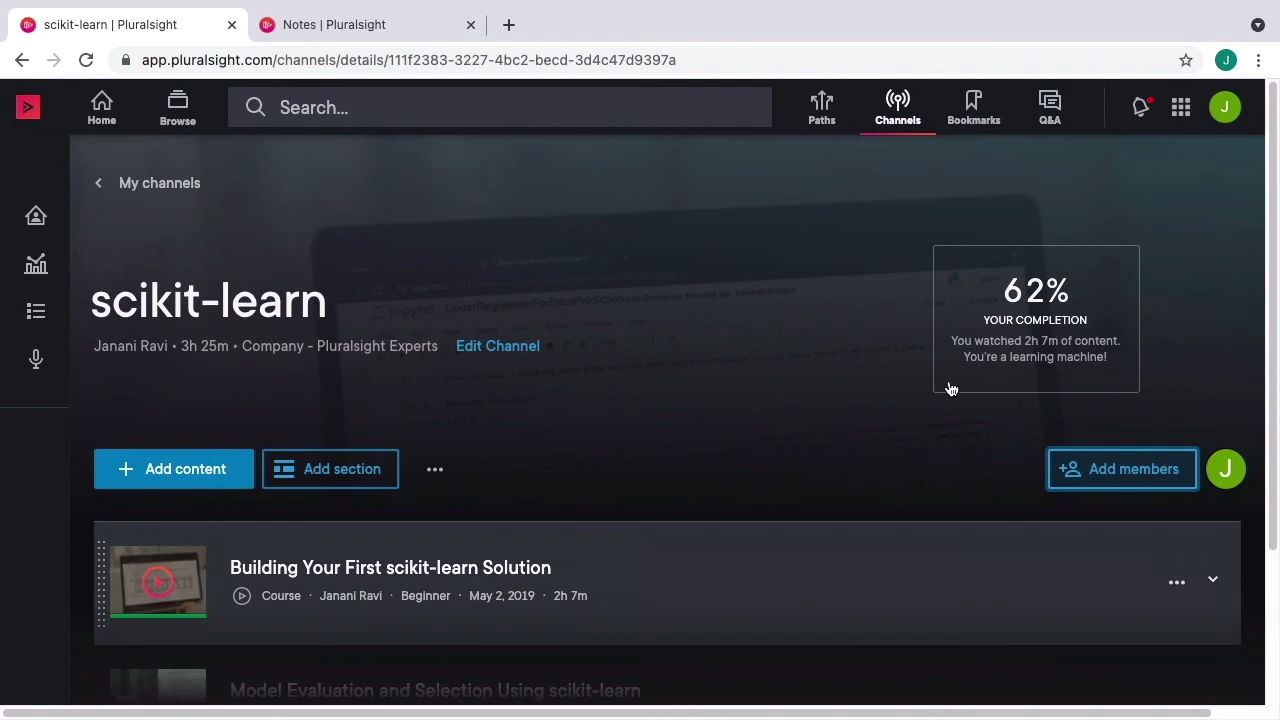 scikit-learn | Pluralsight
Notes | Pluralsight
app.pluralsight.com/channels/details/111f2383-3227-4bc2-becd-3d4c47d9397a
J
Home
Browse
Search...
Paths
Channels
Bookmarks
Q&A
J
My channels
jupyter LinearRegressionForPricePrediction
scikit-learn
62%
YOUR COMPLETION
You watched 2h 7m of content.
You're a learning machine!
Janani Ravi • 3h 25m • Company - Pluralsight Experts
Edit Channel
Add content
Add section
Add members
J
Building Your First scikit-learn Solution
Course · Janani Ravi · Beginner · May 2, 2019 · 2h 7m
Model Evaluation and Selection Using scikit-learn